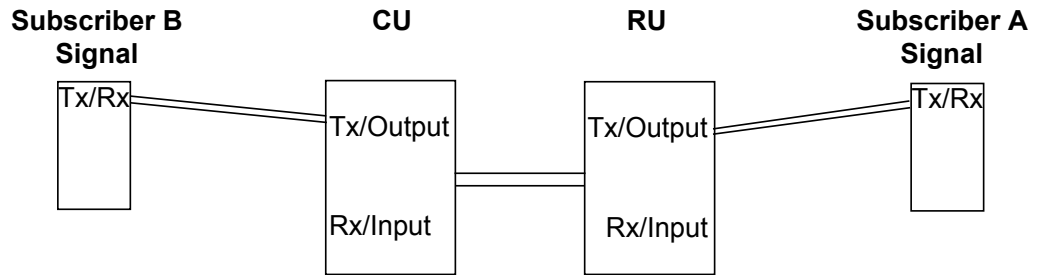 Subscriber B
Signal
CU
RU
Subscriber A
Signal
Tx/Rx
Tx/Output
Tx/Output
Tx/Rx
Rx/Input
Rx/Input